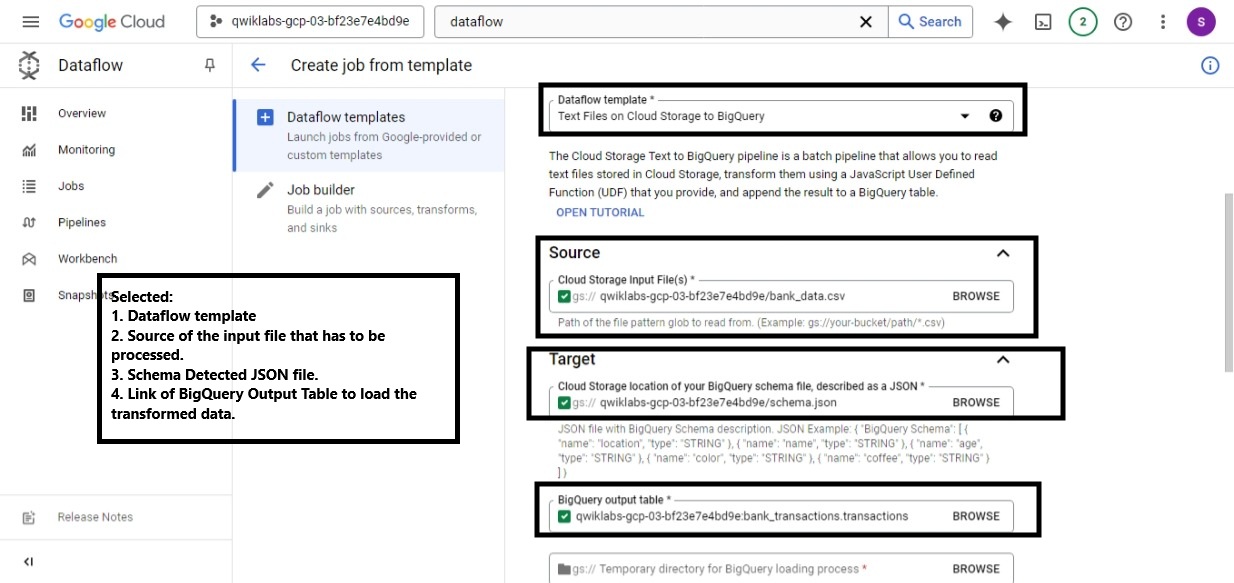 Google Cloud
qwiklabs-gcp-03-bf23e7e4bd9e
dataflow
Search
2
S
Dataflow
Create job from template
Overview
Monitoring
Jobs
Pipelines
Workbench
Snapshots
Release Notes
Dataflow templates
Launch jobs from Google-provided or
custom templates
Job builder
Build a job with sources, transforms,
and sinks
Selected:
1. Dataflow template
2. Source of the input file that has to be
processed.
3. Schema Detected JSON file.
4. Link of BigQuery Output Table to load the
transformed data.
Dataflow template *
Text Files on Cloud Storage to BigQuery
The Cloud Storage Text to BigQuery pipeline is a batch pipeline that allows you to read
text files stored in Cloud Storage, transform them using a JavaScript User Defined
Function (UDF) that you provide, and append the result to a BigQuery table.
OPEN TUTORIAL
Source
Cloud Storage Input File(s) *
gs:// qwiklabs-gcp-03-bf23e7e4bd9e/bank_data.csv BROWSE
Path of the file pattern glob to read from. (Example: gs://your-bucket/path/*.csv)
Target
Cloud Storage location of your BigQuery schema file, described as a JSON *
gs:// qwiklabs-gcp-03-bf23e7e4bd9e/schema.json BROWSE
JSON file with BigQuery Schema description. JSON Example: { "BigQuery Schema": [ {
"name": "location", "type": "STRING" }, { "name": "name", "type": "STRING" }, { "name": "age",
"type": "STRING" }, { "name": "color", "type": "STRING" }, { "name": "coffee", "type": "STRING" }
] }
BigQuery output table *
qwiklabs-gcp-03-bf23e7e4bd9e:bank_transactions.transactions BROWSE
gs:// Temporary directory for BigQuery loading process * BROWSE